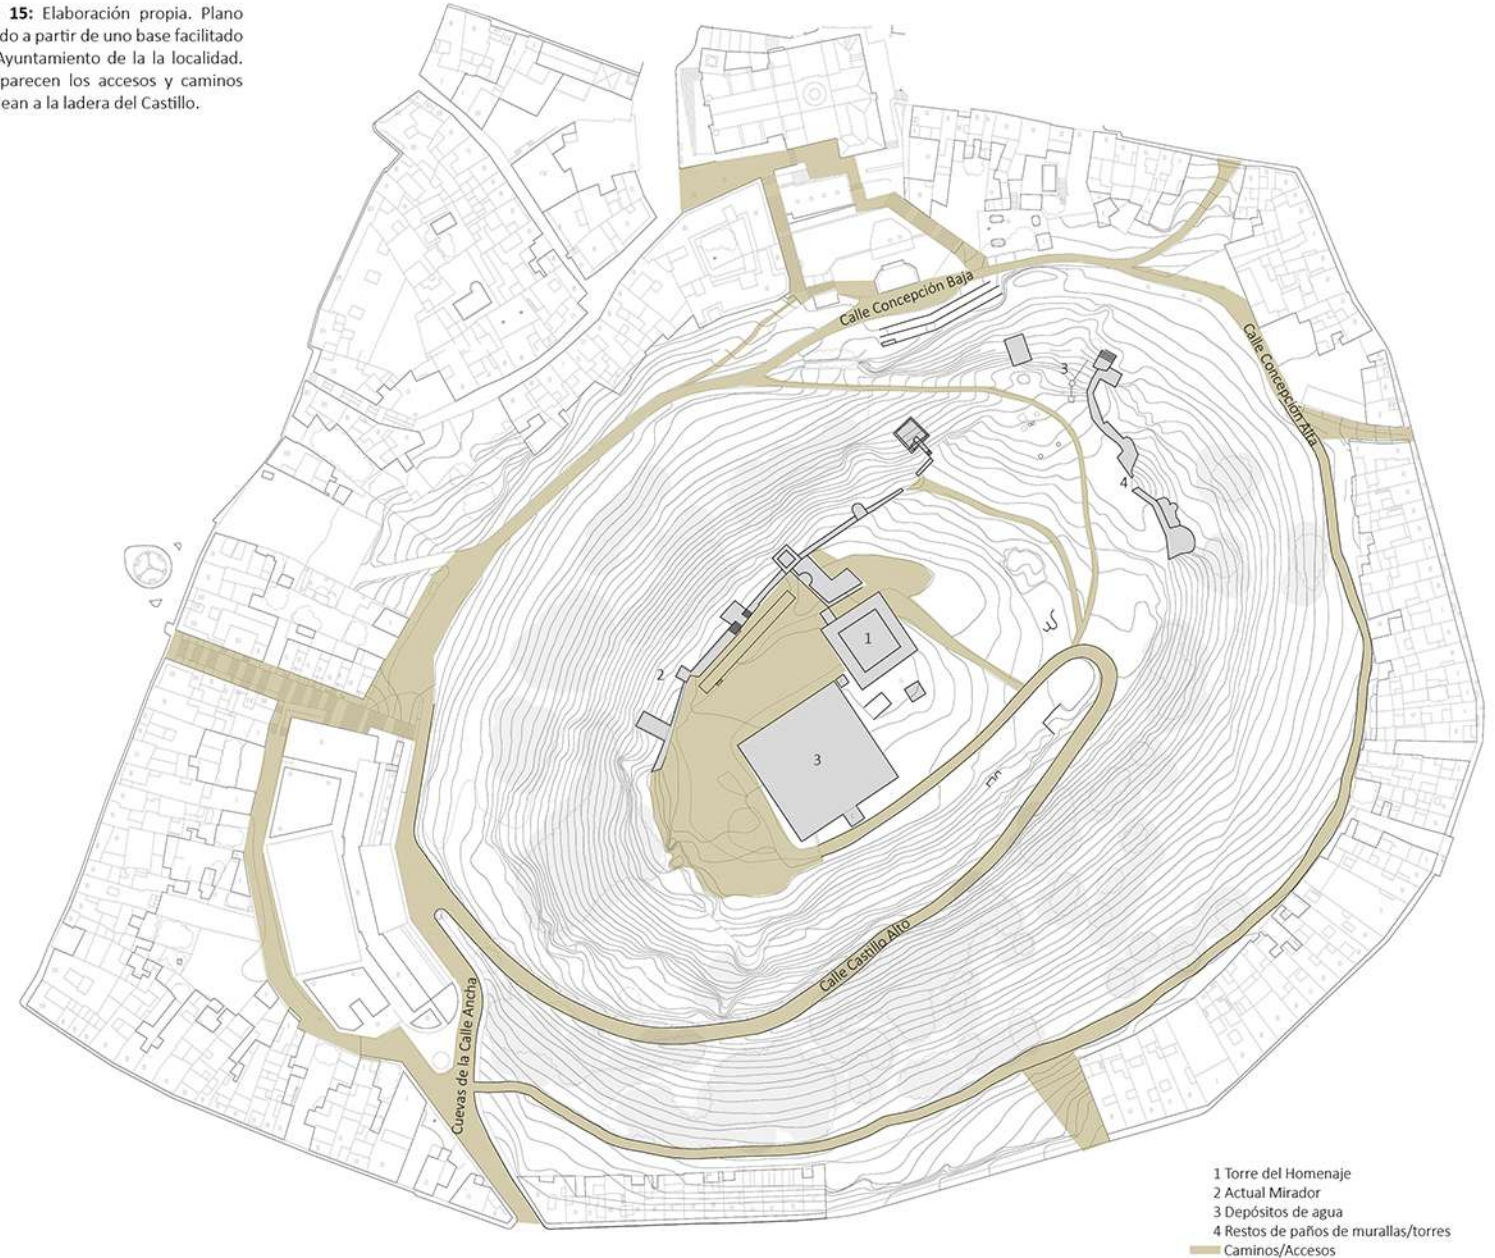 15: Elaboración propia. Plano
do a partir de uno base facilitado
Ayuntamiento de la la localidad.
parecen los accesos y caminos
ean a la ladera del Castillo.
Calle Concepción Baja
Calle Concepción Alta
3
4
1
2
3
Calle Castillo Alto
Cuevas de la Calle Ancha
1 Torre del Homenaje
2 Actual Mirador
3 Depósitos de agua
4 Restos de paños de murallas/torres
Caminos/Accesos